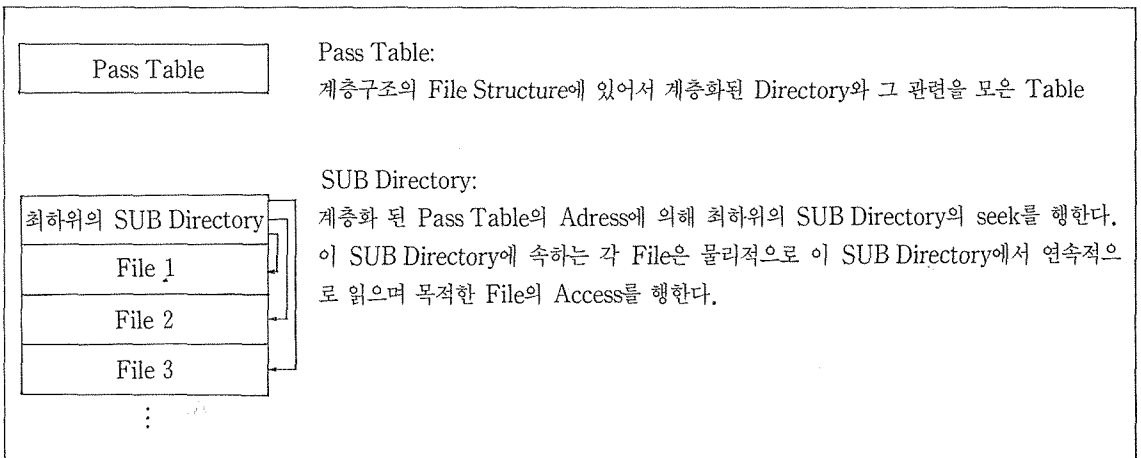 Pass Table
Pass Table:
계층구조의 File Structure에 있어서 계층화된 Directory와 그 관련을 모은 Table
최하위의 SUB Directory
File 1
File 2
File 3
⋮
SUB Directory:
계층화 된 Pass Table의 Adress에 의해 최하위의 SUB Directory의 seek를 행한다.
이 SUB Directory에 속하는 각 File은 물리적으로 이 SUB Directory에서 연속적으
로 읽으며 목적한 File의 Access를 행한다.